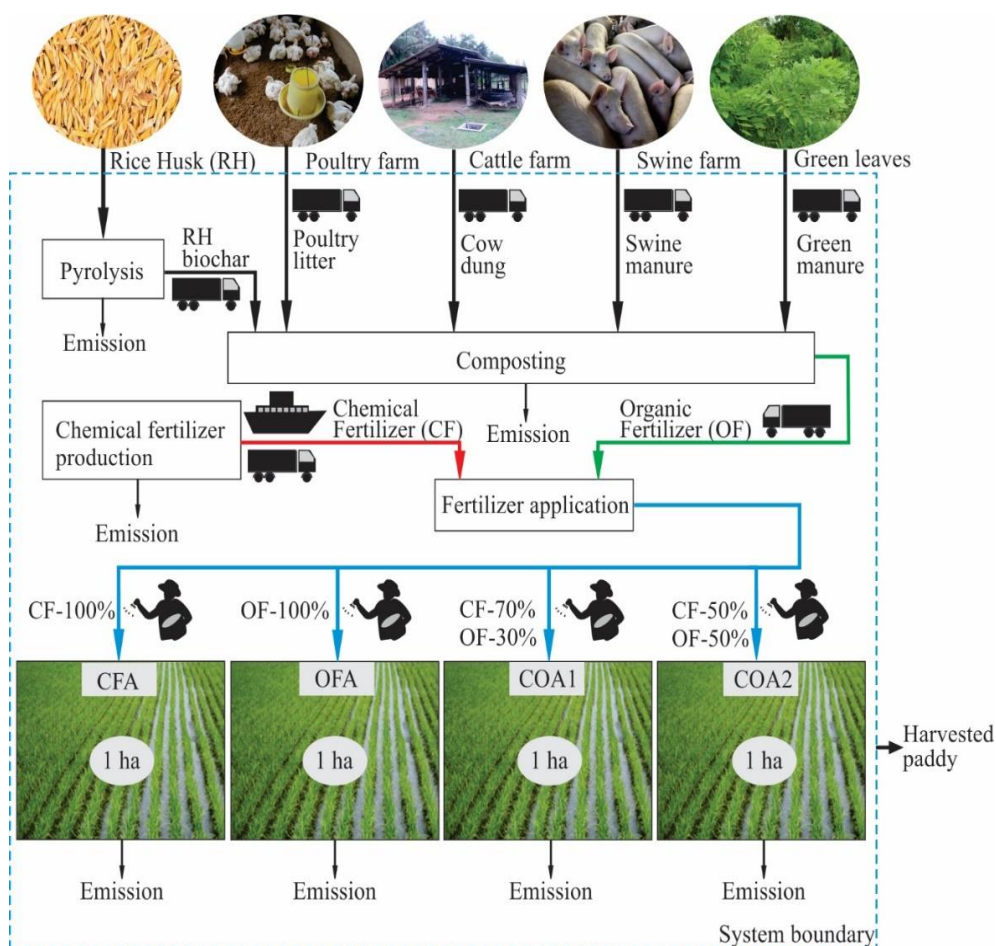 Rice Husk (RH)
Poultry farm
Cattle farm
Swine farm
Green leaves
RH
biochar
Poultry
litter
Cow
dung
Swine
manure
Green
manure
Pyrolysis
Emission
Composting
Chemical fertilizer
production
Chemical
Fertilizer (CF)
Emission
Organic
Fertilizer (OF)
Fertilizer application
Emission
CF-100%
OF-100%
CF-70%
OF-30%
CF-50%
OF-50%
CFA
OFA
COA1
COA2
1 ha
1 ha
1 ha
1 ha
Harvested
paddy
Emission
Emission
Emission
Emission
System boundary